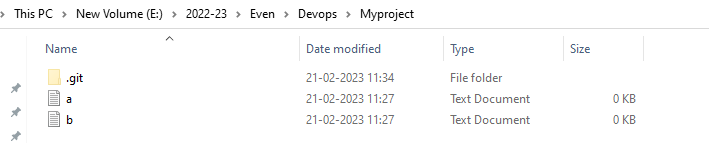 This PC > New Volume (E:) > 2022-23 > Even > Devops > Myproject
Name Date modified Type Size
.git 21-02-2023 11:34 File folder
a 21-02-2023 11:27 Text Document 0 KB
b 21-02-2023 11:27 Text Document 0 KB